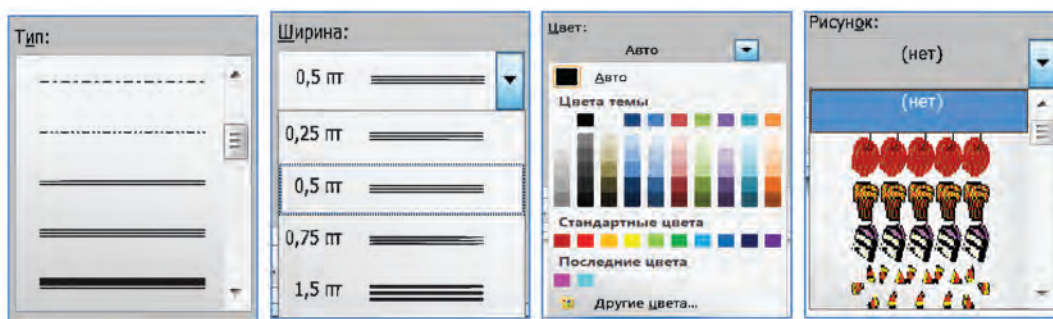 Тип:
Ширина:
0,5 пт
0,25 пт
0,5 пт
0,75 пт
1,5 пт
Цвет:
Авто
Авто
Цвета темы
Стандартные цвета
Последние цвета
Другие цвета...
Рисунок:
(нет)
(нет)